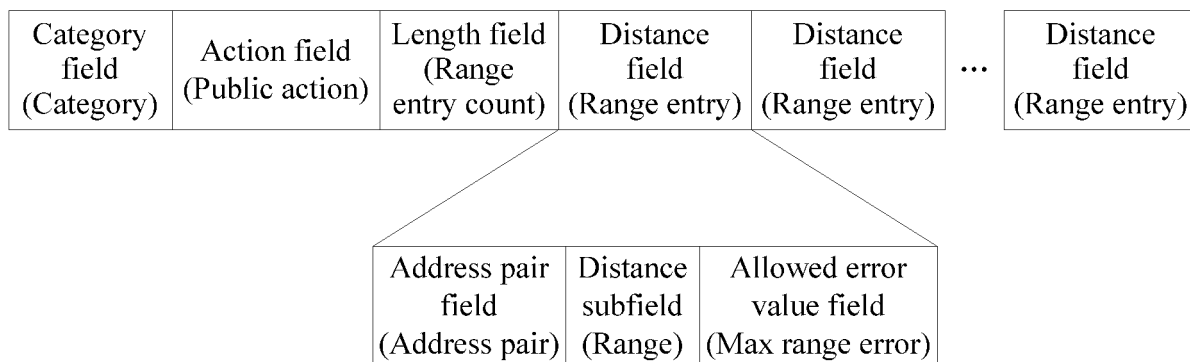 Category
field
(Category)
Action field
(Public action)
Length field
(Range
entry count)
Distance
field
(Range entry)
Distance
field
(Range entry)
...
Distance
field
(Range entry)
Address pair
field
(Address pair)
Distance
subfield
(Range)
Allowed error
value field
(Max range error)